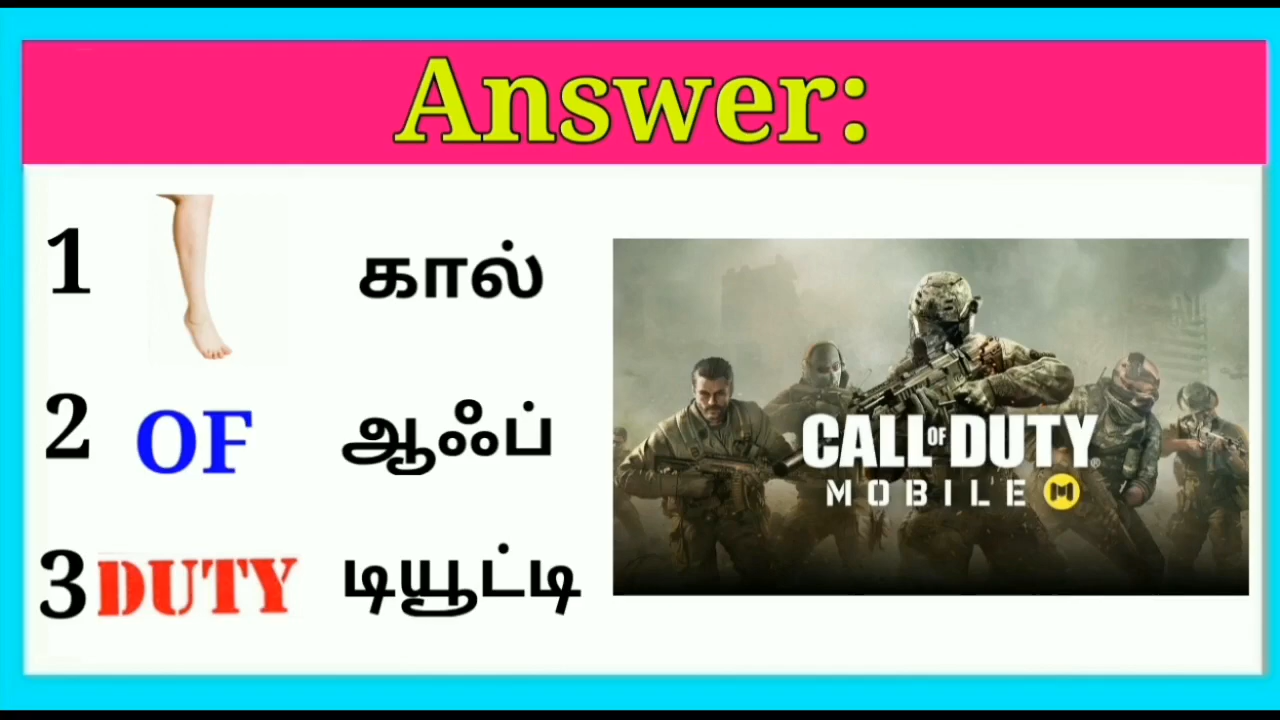 Answer:
1 கால்
2 OF ஆஃப்
3 DUTY டியூட்டி
CALL OF DUTY®
MOBILE